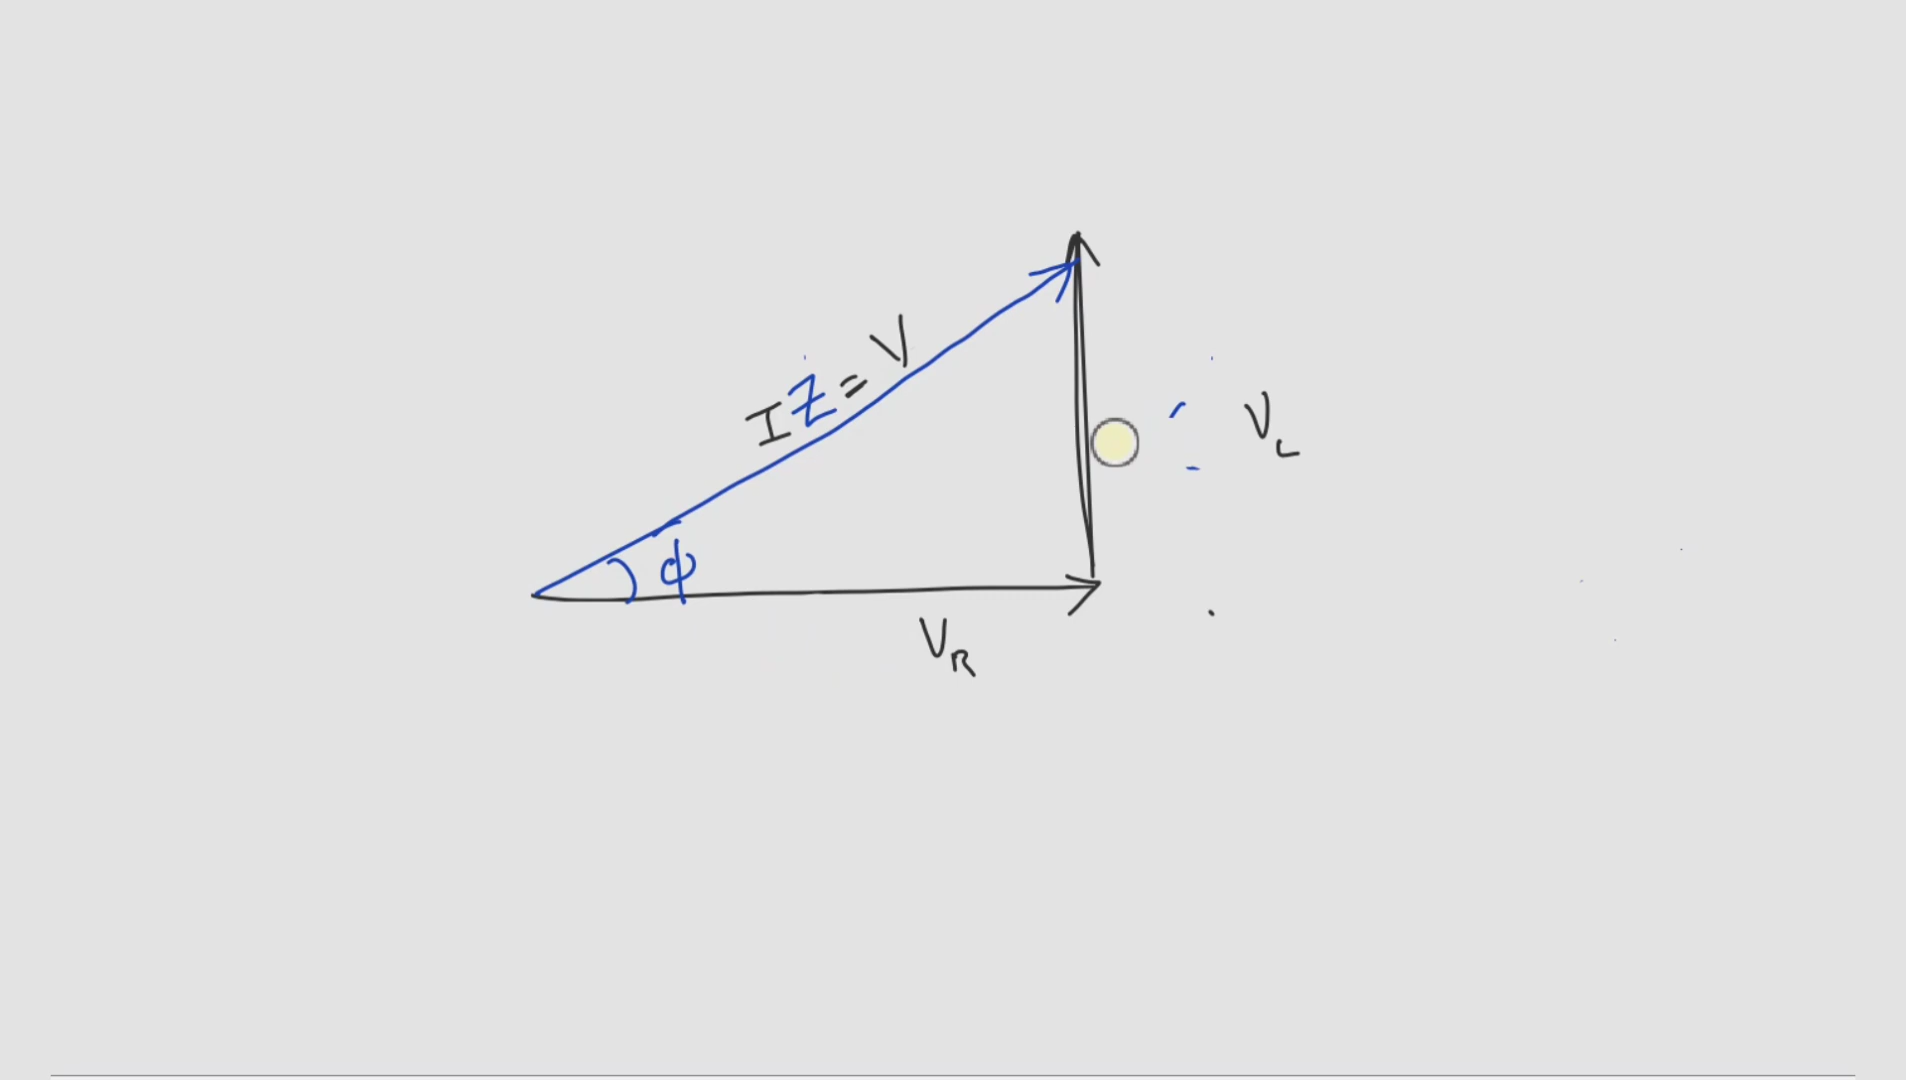 IZ = V
V_L
ϕ
V_R